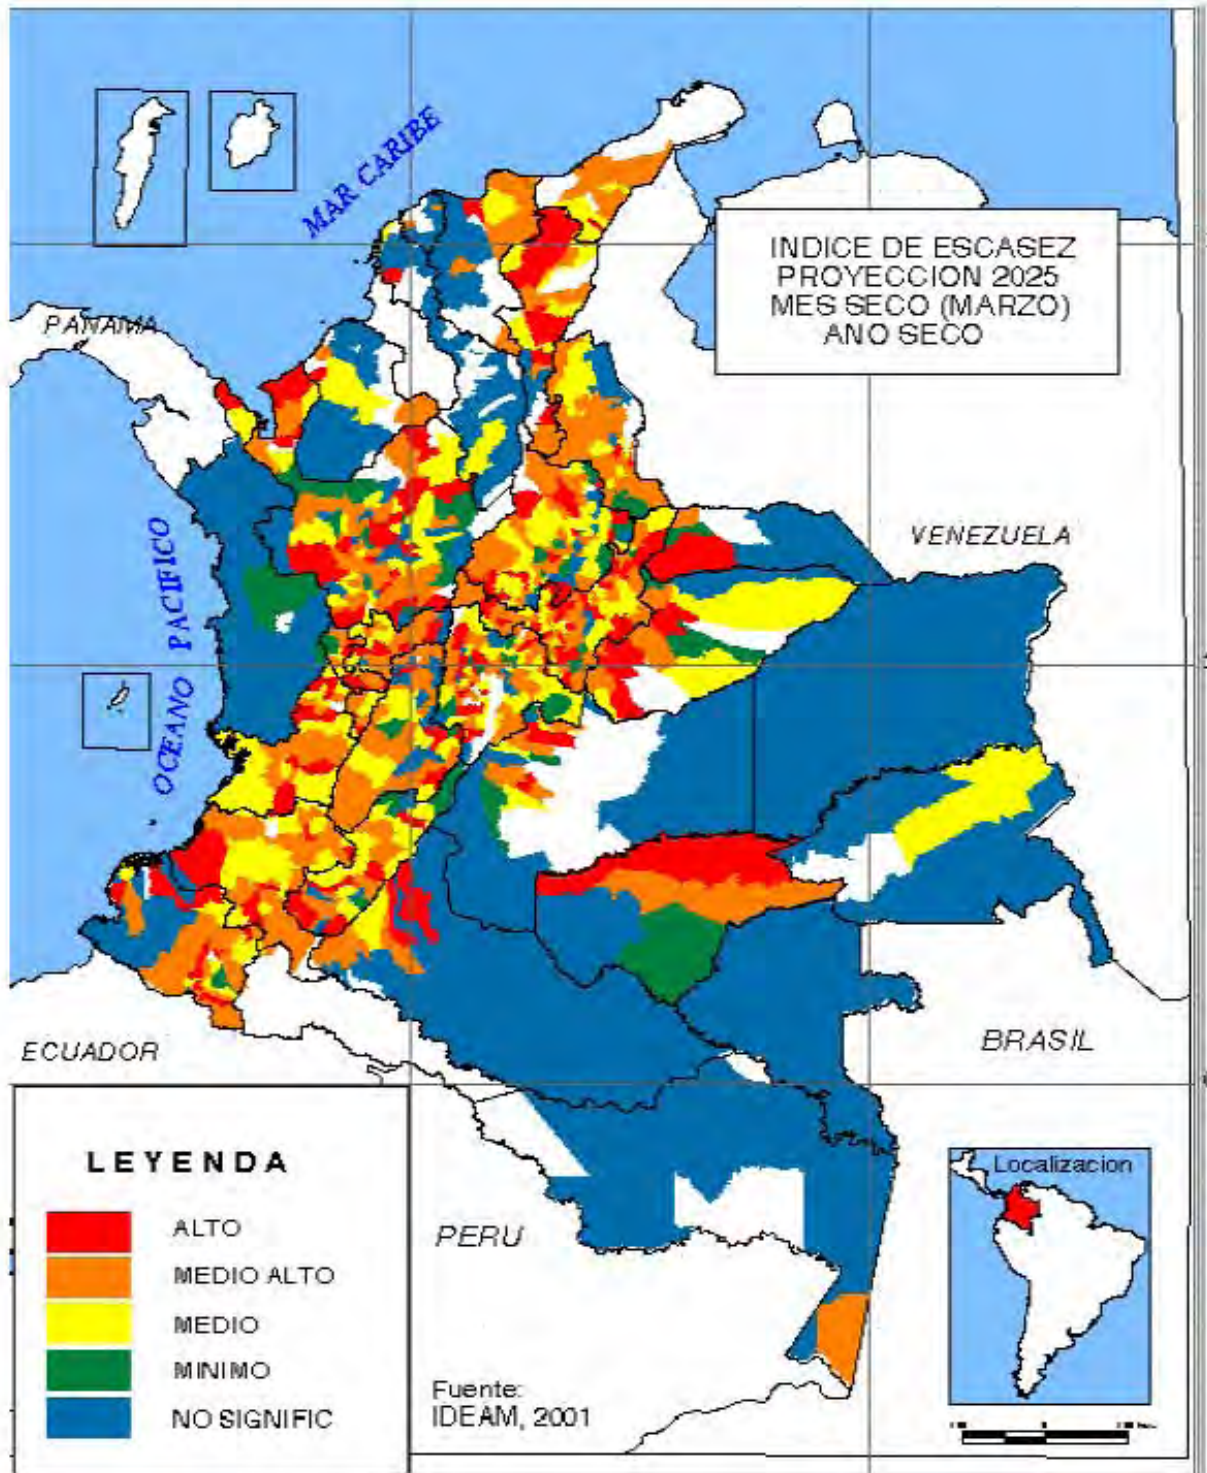 MAR CARIBE
INDICE DE ESCASEZ
PROYECCION 2025
MES SECO (MARZO)
ANO SECO
PANAMA
VENEZUELA
OCEANO PACIFICO
ECUADOR
BRASIL
PERU
LEYENDA
ALTO
MEDIO ALTO
MEDIO
MINIMO
NO SIGNIFIC
Fuente:
IDEAM, 2001
Localizacion